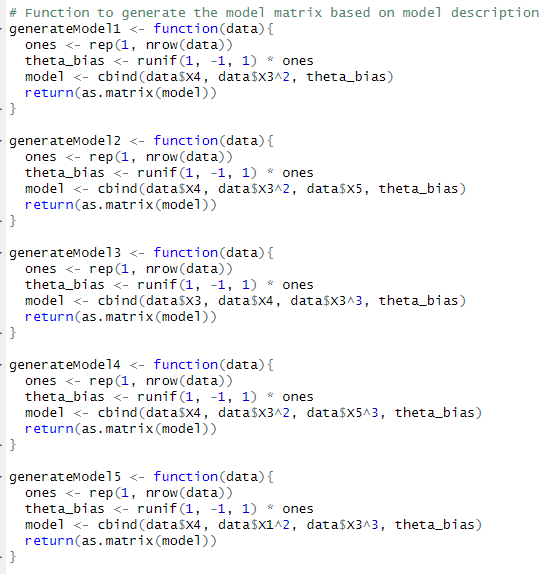 # Function to generate the model matrix based on model description
generateModel1 <- function(data){
  ones <- rep(1, nrow(data))
  theta_bias <- runif(1, -1, 1) * ones
  model <- cbind(data$X4, data$X3^2, theta_bias)
  return(as.matrix(model))
}

generateModel2 <- function(data){
  ones <- rep(1, nrow(data))
  theta_bias <- runif(1, -1, 1) * ones
  model <- cbind(data$X4, data$X3^2, data$X5, theta_bias)
  return(as.matrix(model))
}

generateModel3 <- function(data){
  ones <- rep(1, nrow(data))
  theta_bias <- runif(1, -1, 1) * ones
  model <- cbind(data$X3, data$X4, data$X3^3, theta_bias)
  return(as.matrix(model))
}

generateModel4 <- function(data){
  ones <- rep(1, nrow(data))
  theta_bias <- runif(1, -1, 1) * ones
  model <- cbind(data$X4, data$X3^2, data$X5^3, theta_bias)
  return(as.matrix(model))
}

generateModel5 <- function(data){
  ones <- rep(1, nrow(data))
  theta_bias <- runif(1, -1, 1) * ones
  model <- cbind(data$X4, data$X1^2, data$X3^3, theta_bias)
  return(as.matrix(model))
}